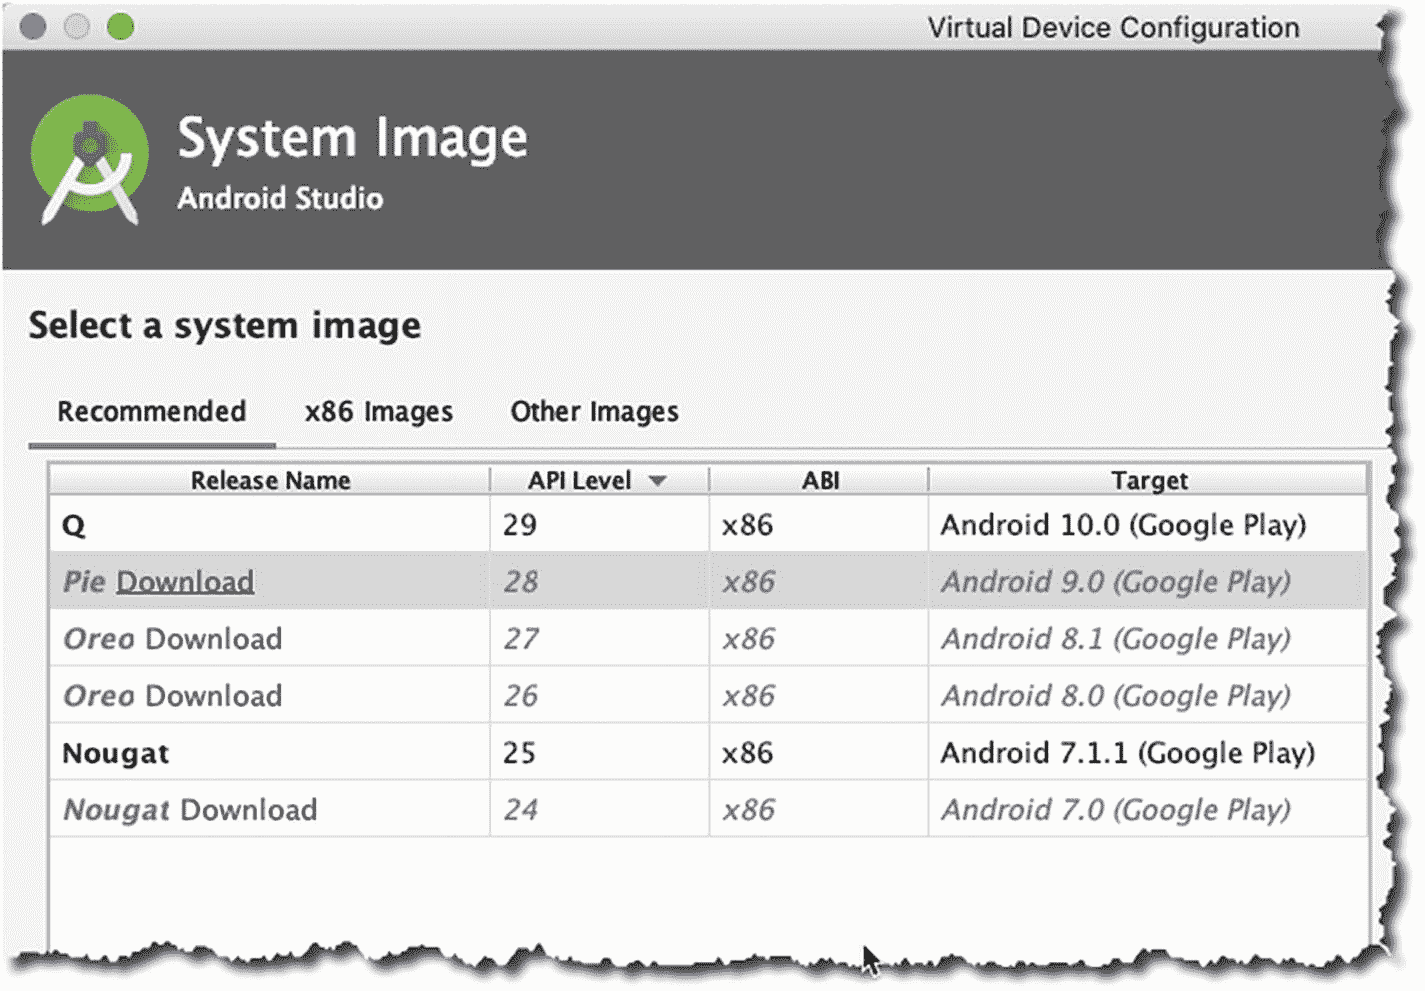 Virtual Device Configuration
System Image
Android Studio
Select a system image
Recommended x86 Images Other Images
Release Name API Level ABI Target
Q 29 x86 Android 10.0 (Google Play)
Pie Download 28 x86 Android 9.0 (Google Play)
Oreo Download 27 x86 Android 8.1 (Google Play)
Oreo Download 26 x86 Android 8.0 (Google Play)
Nougat 25 x86 Android 7.1.1 (Google Play)
Nougat Download 24 x86 Android 7.0 (Google Play)